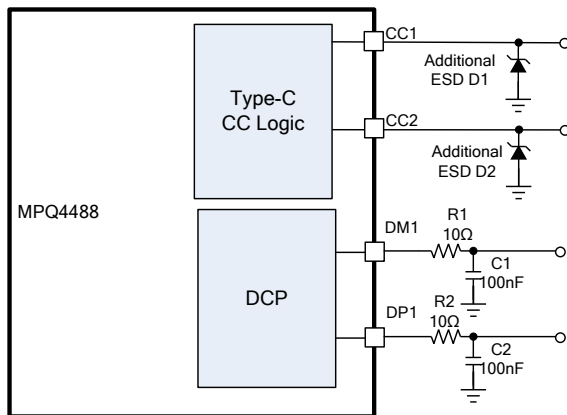 CC1
Additional
ESD D1
Type-C
CC Logic
CC2
Additional
ESD D2
MPQ4488
DM1
R1
10Ω
C1
100nF
DCP
DP1
R2
10Ω
C2
100nF